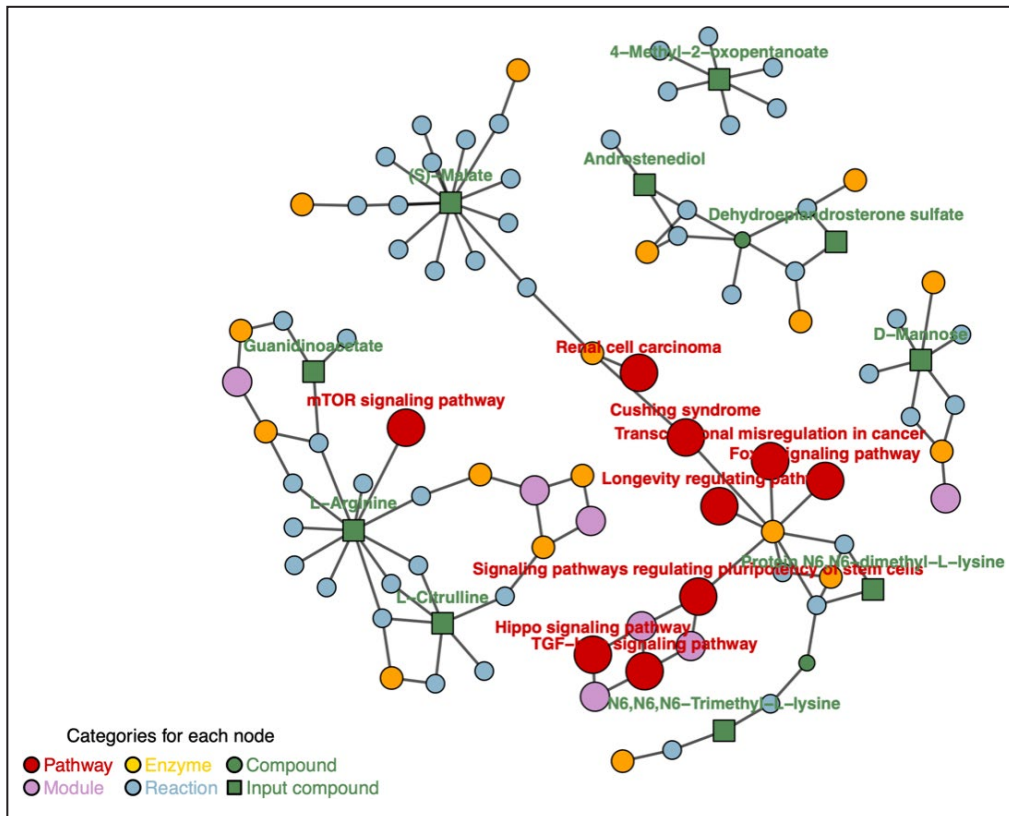 4-Methyl-2-oxopentanoate
Androstenediol
(S)-Malate
Dehydroepiandrosterone sulfate
D-Mannose
Guanidinoacetate
Renal cell carcinoma
mTOR signaling pathway
Cushing syndrome
Transcriptional misregulation in cancer
signaling pathway
Longevity regulating pathway
L-Arginine
Protein N6,N6-dimethyl-L-lysine
Signaling pathways regulating pluripotency of stem cells
L-Citrulline
Hippo signaling pathway
TGF-beta signaling pathway
N6,N6,N6-Trimethyl-L-lysine
Categories for each node
Pathway Enzyme Compound
Module Reaction Input compound